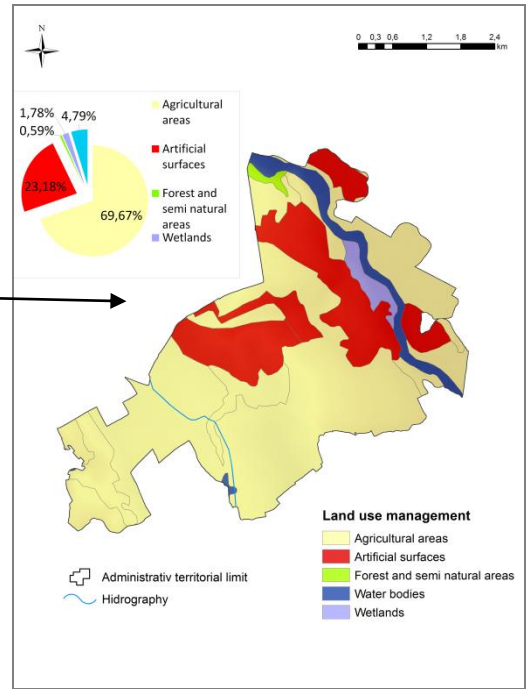 N
0 0,3 0,6 1,2 1,8 2,4
km
1,78% 4,79%
0,59%
23,18%
69,67%
Agricultural
areas
Artificial
surfaces
Forest and
semi natural
areas
Wetlands
Land use management
Agricultural areas
Artificial surfaces
Forest and semi natural areas
Water bodies
Wetlands
Administrativ territorial limit
Hidrography